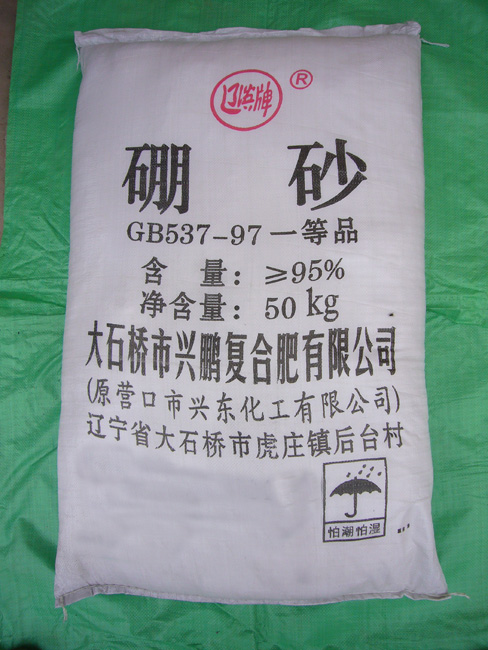 ®
硼 砂
GB537-97 一等品
含 量: ≥95%
净含量: 50 kg
大石桥市兴鹏复合肥有限公司
(原营口市兴东化工有限公司)
辽宁省大石桥市虎庄镇后台村
怕潮怕湿